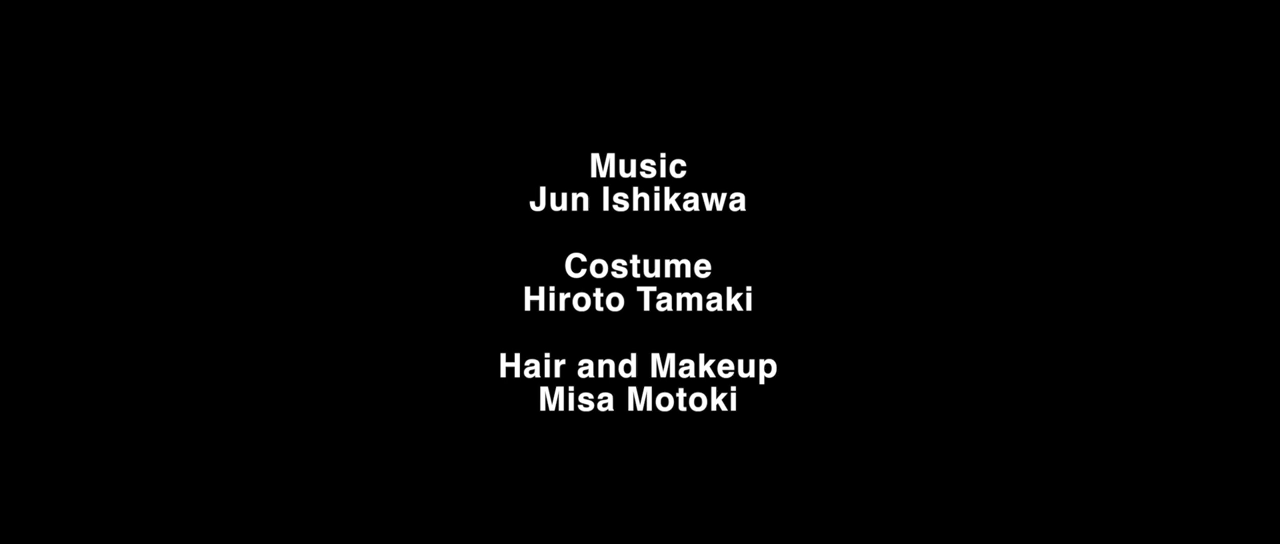 Music
Jun Ishikawa
Costume
Hiroto Tamaki
Hair and Makeup
Misa Motoki